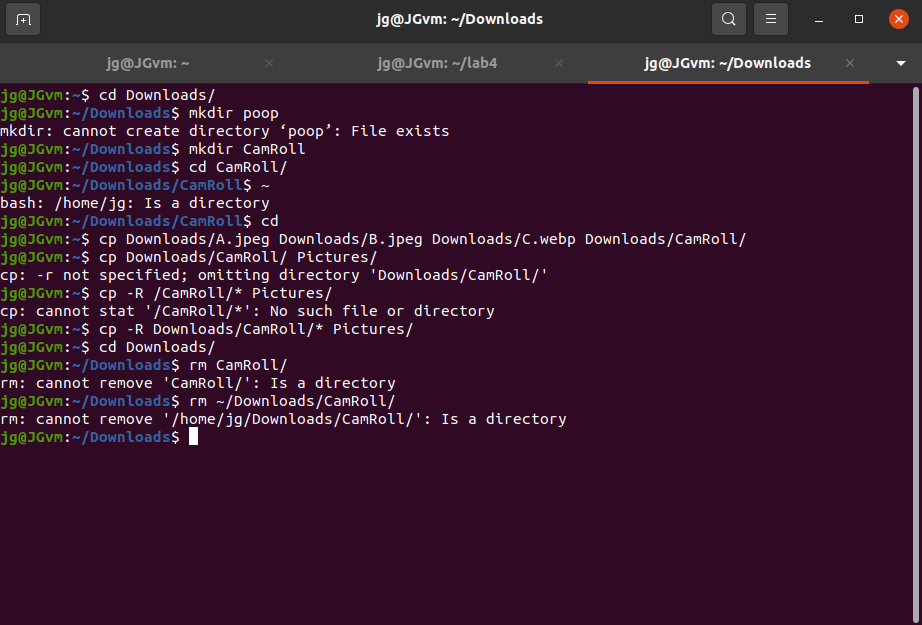 jg@JGvm: ~/Downloads
jg@JGvm: ~
jg@JGvm: ~/lab4
jg@JGvm: ~/Downloads
jg@JGvm:~$ cd Downloads/
jg@JGvm:~/Downloads$ mkdir poop
mkdir: cannot create directory ‘poop’: File exists
jg@JGvm:~/Downloads$ mkdir CamRoll
jg@JGvm:~/Downloads$ cd CamRoll/
jg@JGvm:~/Downloads/CamRoll$ ~
bash: /home/jg: Is a directory
jg@JGvm:~/Downloads/CamRoll$ cd
jg@JGvm:~$ cp Downloads/A.jpeg Downloads/B.jpeg Downloads/C.webp Downloads/CamRoll/
jg@JGvm:~$ cp Downloads/CamRoll/ Pictures/
cp: -r not specified; omitting directory 'Downloads/CamRoll/'
jg@JGvm:~$ cp -R /CamRoll/* Pictures/
cp: cannot stat '/CamRoll/*': No such file or directory
jg@JGvm:~$ cp -R Downloads/CamRoll/* Pictures/
jg@JGvm:~$ cd Downloads/
jg@JGvm:~/Downloads$ rm CamRoll/
rm: cannot remove 'CamRoll/': Is a directory
jg@JGvm:~/Downloads$ rm ~/Downloads/CamRoll/
rm: cannot remove '/home/jg/Downloads/CamRoll/': Is a directory
jg@JGvm:~/Downloads$